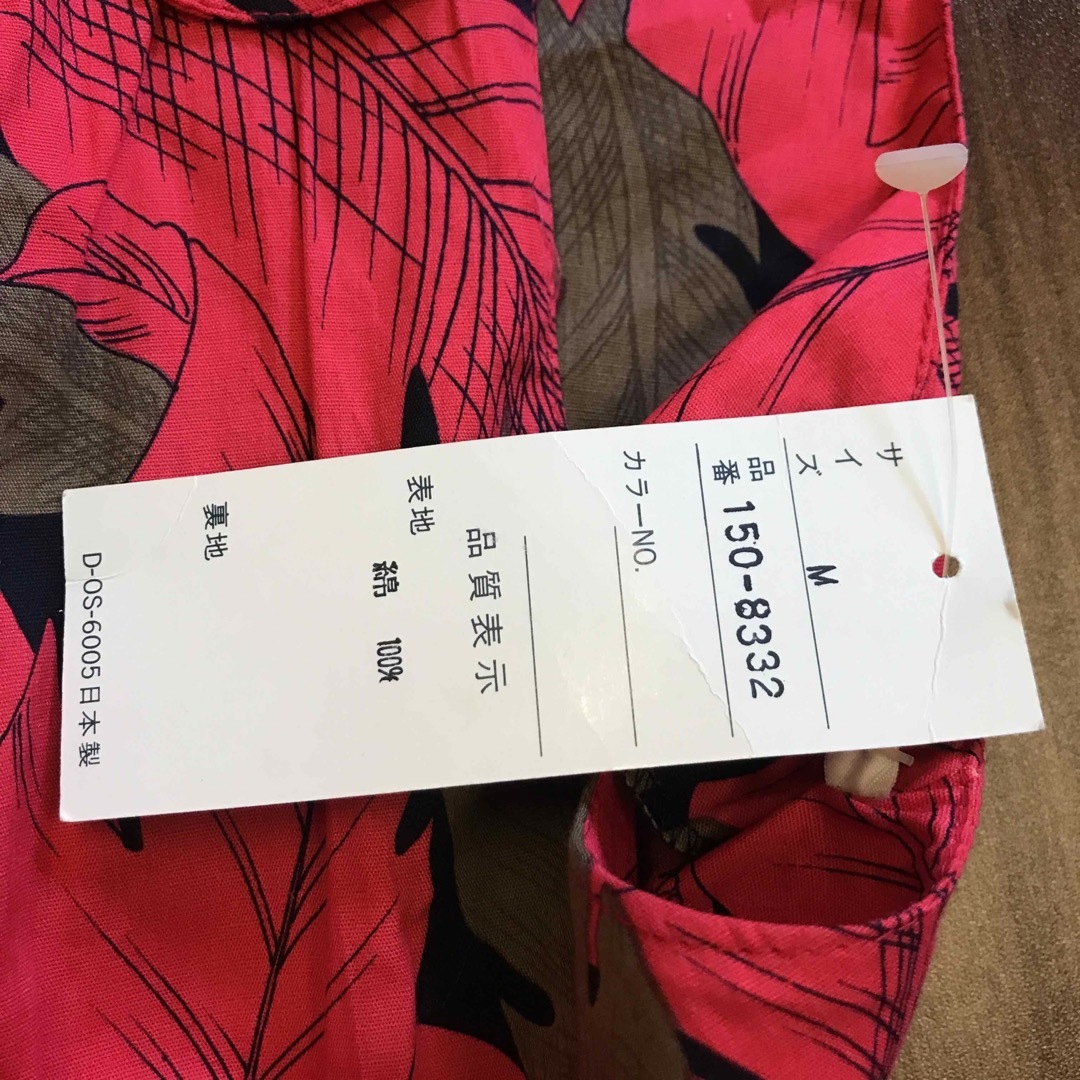 サイズ M
品番 150-8332
カラーNO.
品質表示
表地 綿 100%
裏地
D-OS-6005日本製